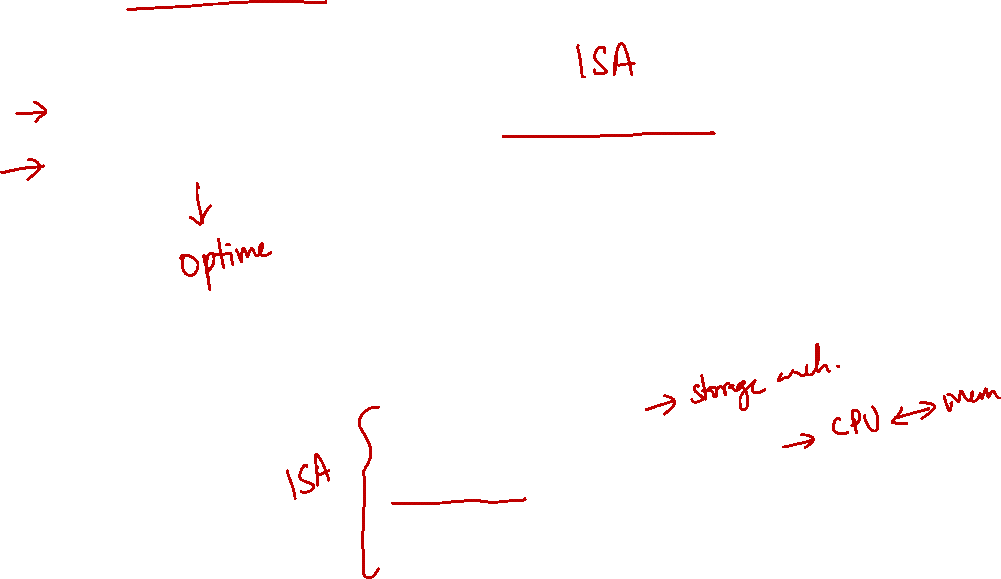 ISA
optime
→ storage arch.
→ CPU ↔ mem
ISA